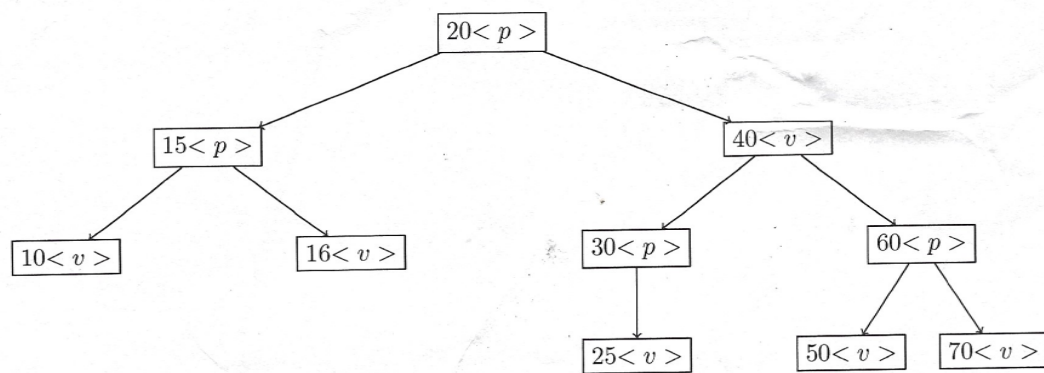 20< p >
15< p >
40< v >
10< v >
16< v >
30< p >
60< p >
25< v >
50< v >
70< v >